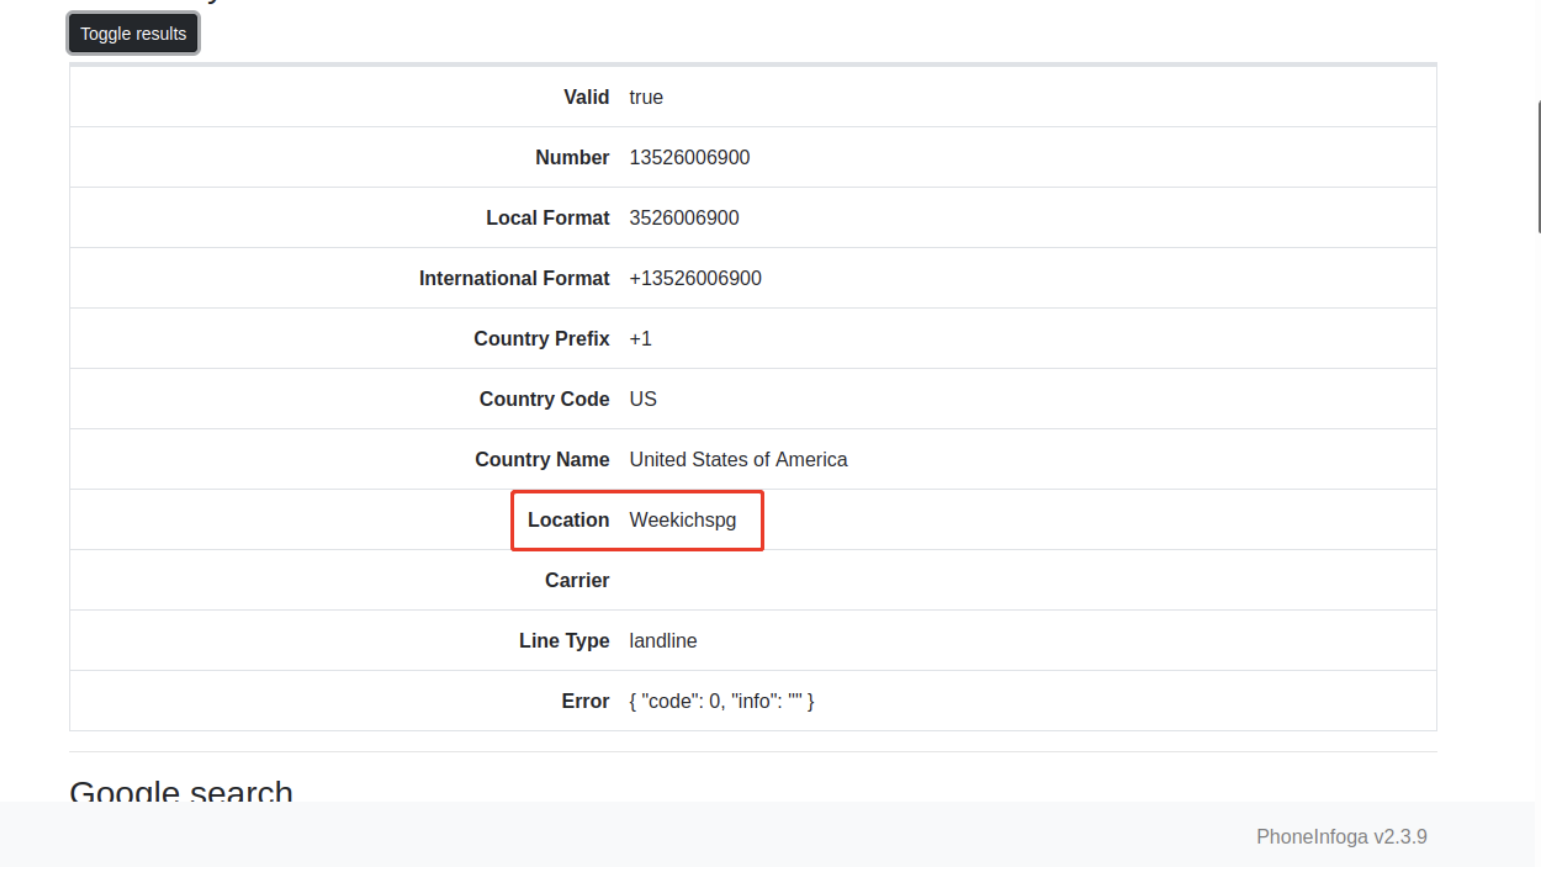 Toggle results
Valid true
Number 13526006900
Local Format 3526006900
International Format +13526006900
Country Prefix +1
Country Code US
Country Name United States of America
Location Weekichspg
Carrier
Line Type landline
Error { "code": 0, "info": "" }
Google search
PhoneInfoga v2.3.9